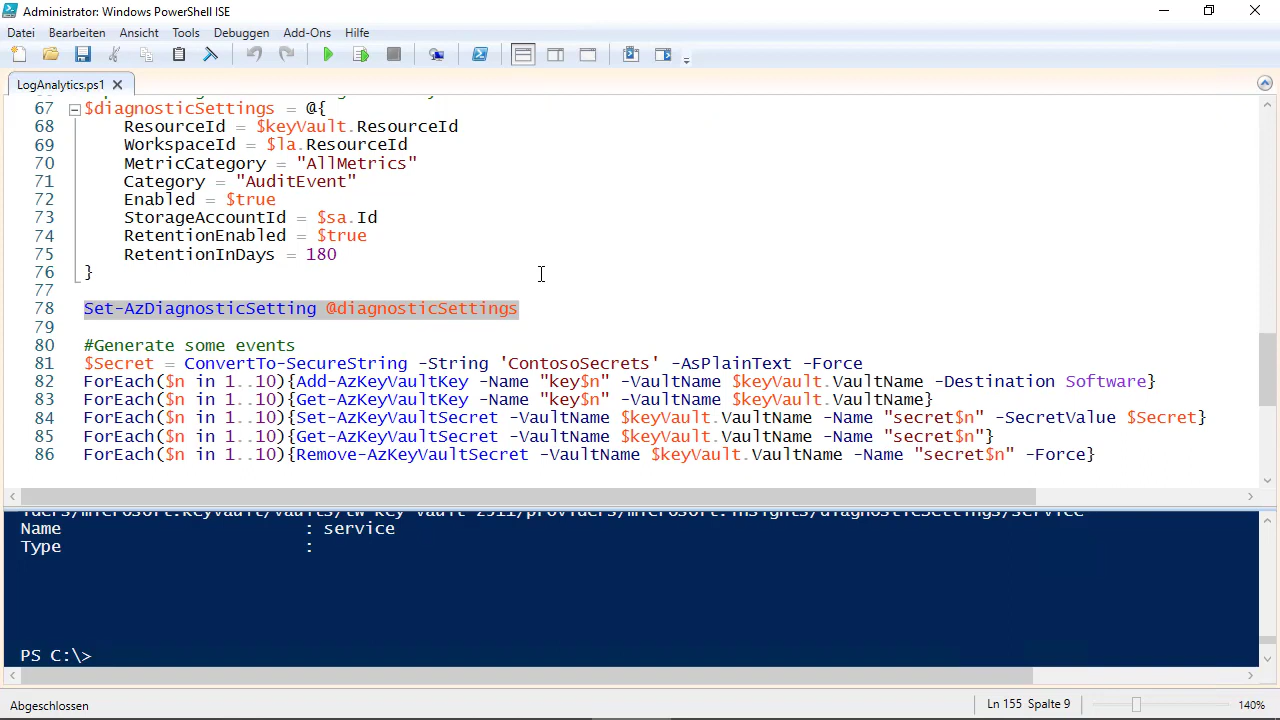 Administrator: Windows PowerShell ISE
Datei Bearbeiten Ansicht Tools Debuggen Add-Ons Hilfe
LogAnalytics.ps1
67 $diagnosticSettings = @{
68 ResourceId = $keyVault.ResourceId
69 WorkspaceId = $la.ResourceId
70 MetricCategory = "AllMetrics"
71 Category = "AuditEvent"
72 Enabled = $true
73 StorageAccountId = $sa.Id
74 RetentionEnabled = $true
75 RetentionInDays = 180
76 }
77
78 Set-AzDiagnosticSetting @diagnosticSettings
79
80 #Generate some events
81 $Secret = ConvertTo-SecureString -String 'ContosoSecrets' -AsPlainText -Force
82 ForEach($n in 1..10){Add-AzKeyVaultKey -Name "key$n" -VaultName $keyVault.VaultName -Destination Software}
83 ForEach($n in 1..10){Get-AzKeyVaultKey -Name "key$n" -VaultName $keyVault.VaultName}
84 ForEach($n in 1..10){Set-AzKeyVaultSecret -VaultName $keyVault.VaultName -Name "secret$n" -SecretValue $Secret}
85 ForEach($n in 1..10){Get-AzKeyVaultSecret -VaultName $keyVault.VaultName -Name "secret$n"}
86 ForEach($n in 1..10){Remove-AzKeyVaultSecret -VaultName $keyVault.VaultName -Name "secret$n" -Force}
Name : service
Type :
PS C:\>
Abgeschlossen
Ln 155 Spalte 9
140%